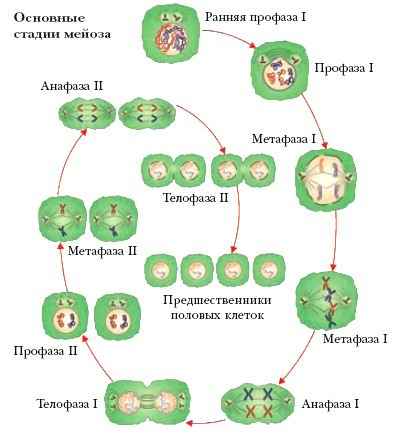 Основные
стадии мейоза
Ранняя профаза I
Профаза I
Метафаза I
Метафаза I
Анафаза I
Телофаза I
Профаза II
Метафаза II
Анафаза II
Телофаза II
Предшественники
половых клеток